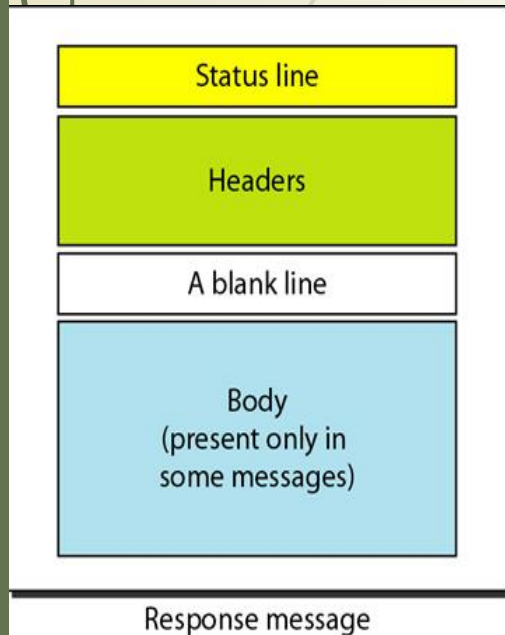 Status line
Headers
A blank line
Body
(present only in
some messages)
Response message